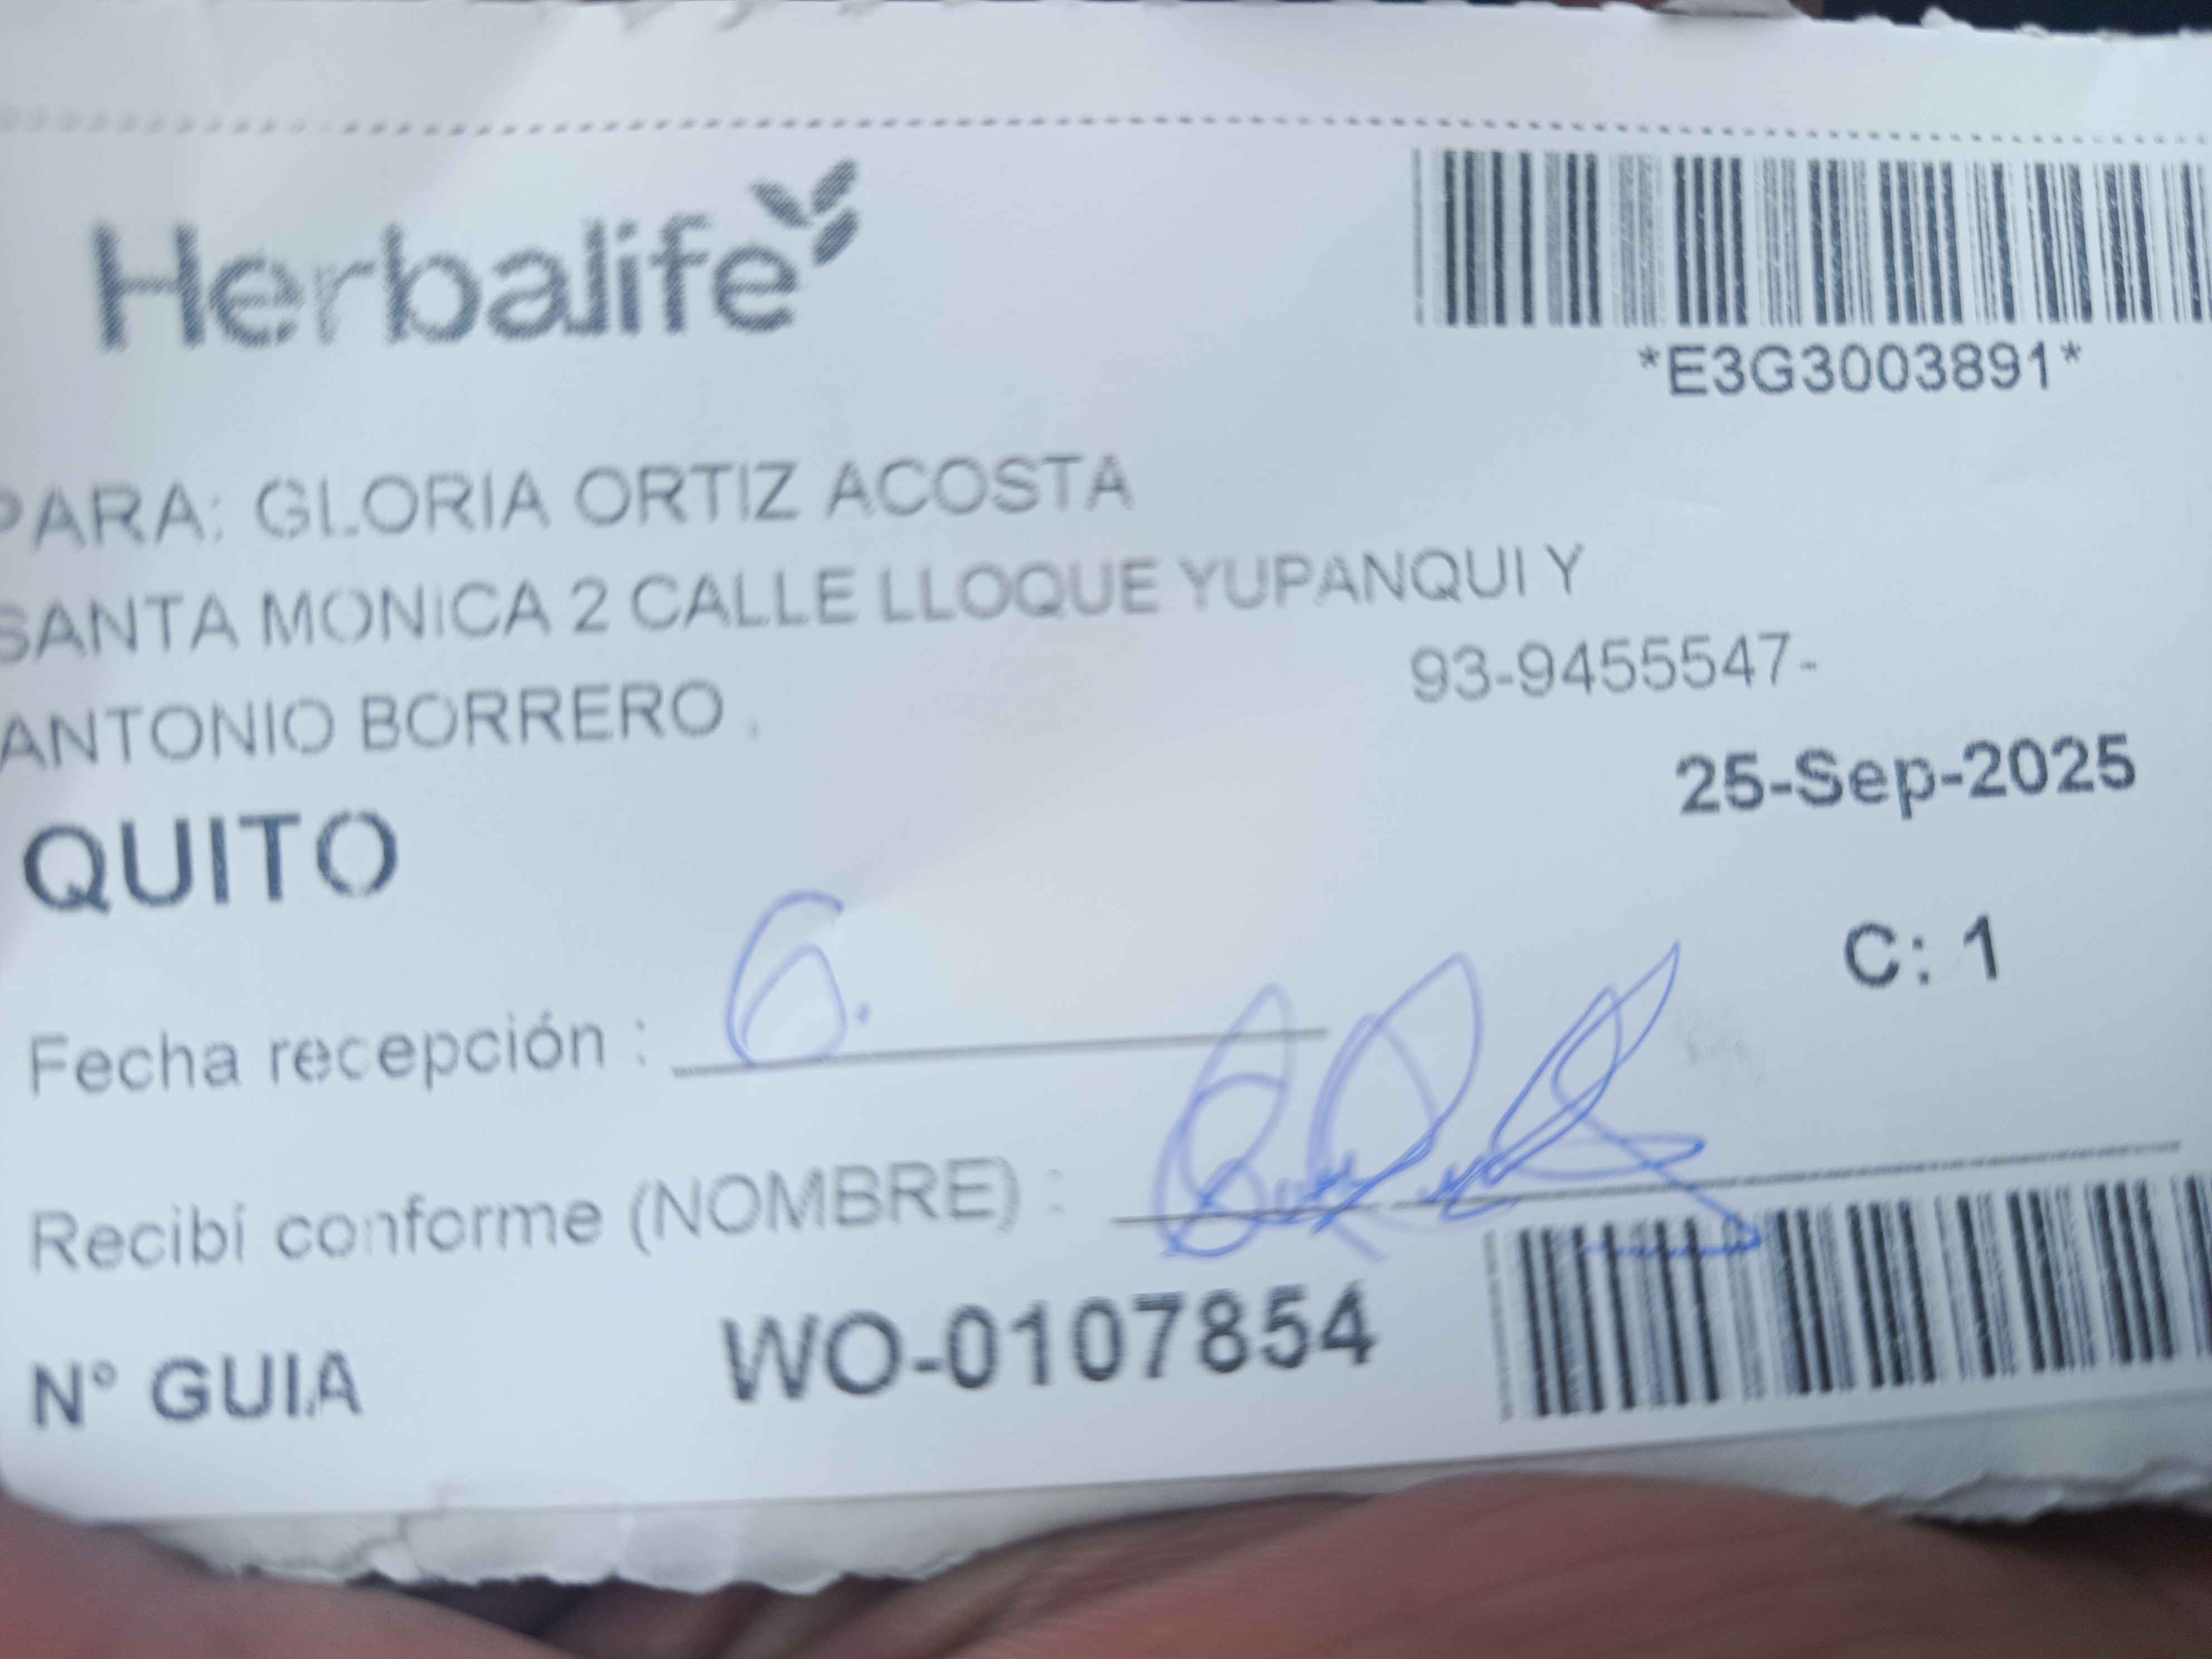 Herbalife
*E3G3003891*
PARA: GLORIA ORTIZ ACOSTA
SANTA MONICA 2 CALLE LLOQUE YUPANQUI Y
ANTONIO BORRERO .
93-9455547-
25-Sep-2025
QUITO
C: 1
Fecha recepción :
Recibí conforme (NOMBRE) :
N° GUIA WO-0107854